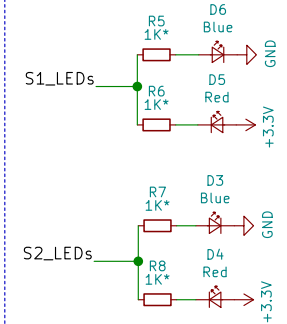 D6
Blue
R5
1K*
GND
S1_LEDs
D5
Red
R6
1K*
+3.3V
D3
Blue
R7
1K*
GND
S2_LEDs
D4
Red
R8
1K*
+3.3V